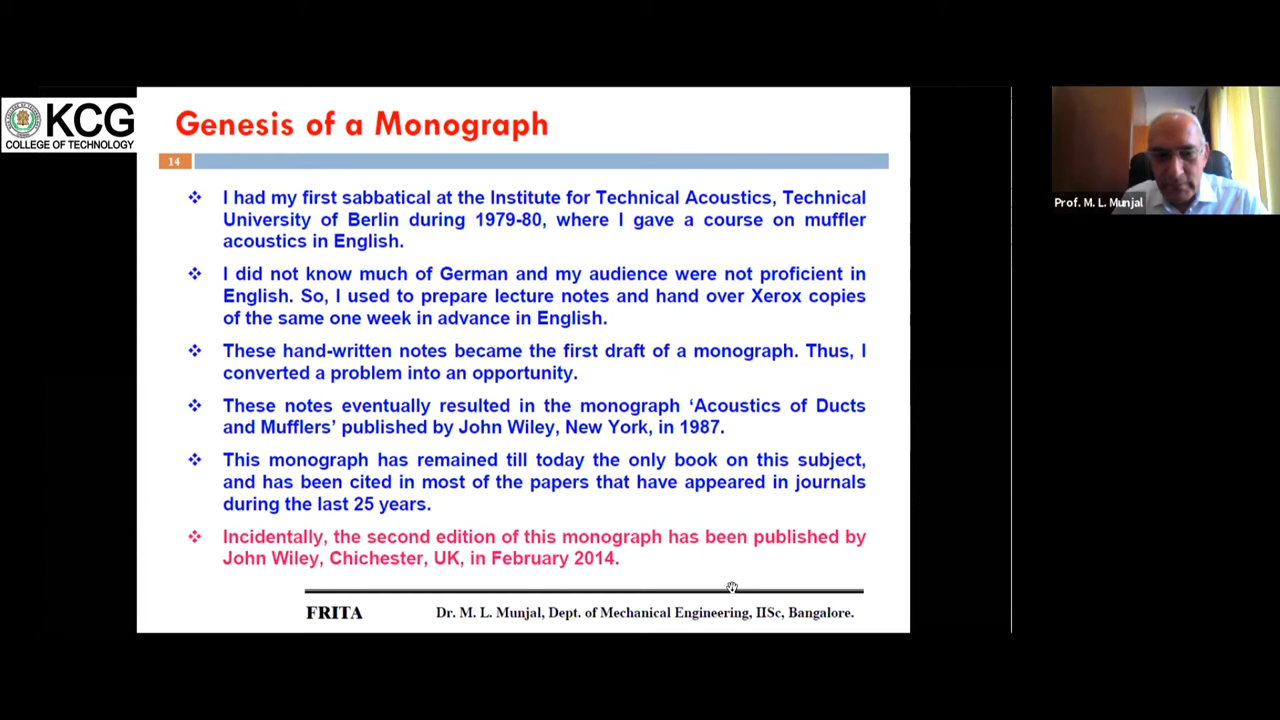 KCG
COLLEGE OF TECHNOLOGY
Genesis of a Monograph
14
❖ I had my first sabbatical at the Institute for Technical Acoustics, Technical
University of Berlin during 1979-80, where I gave a course on muffler
acoustics in English.
❖ I did not know much of German and my audience were not proficient in
English. So, I used to prepare lecture notes and hand over Xerox copies
of the same one week in advance in English.
❖ These hand-written notes became the first draft of a monograph. Thus, I
converted a problem into an opportunity.
❖ These notes eventually resulted in the monograph ‘Acoustics of Ducts
and Mufflers’ published by John Wiley, New York, in 1987.
❖ This monograph has remained till today the only book on this subject,
and has been cited in most of the papers that have appeared in journals
during the last 25 years.
❖ Incidentally, the second edition of this monograph has been published by
John Wiley, Chichester, UK, in February 2014.
FRITA Dr. M. L. Munjal, Dept. of Mechanical Engineering, IISc, Bangalore.
Prof. M. L. Munjal